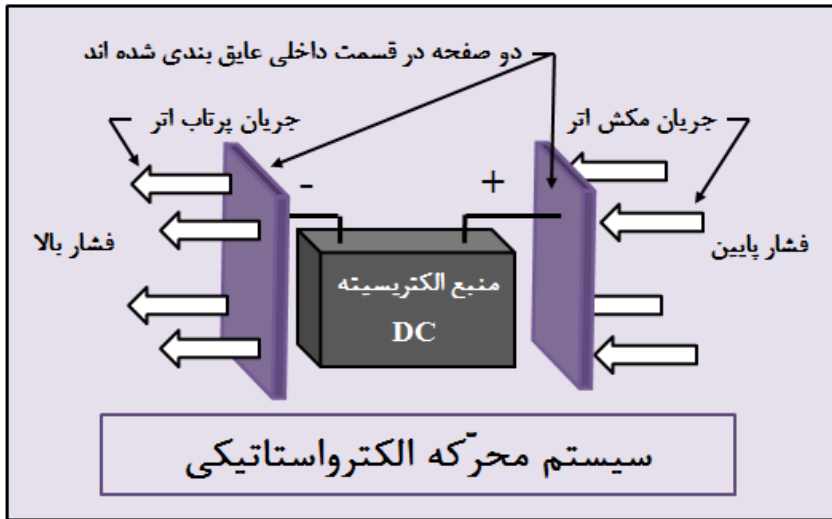 دو صفحه در قسمت داخلی عایق بندی شده اند
جریان مکش اتر
جریان پرتاب اتر
+
-
فشار پایین
فشار بالا
منبع الکتریسیته
DC
سیستم محرّکه الکترواستاتیکی